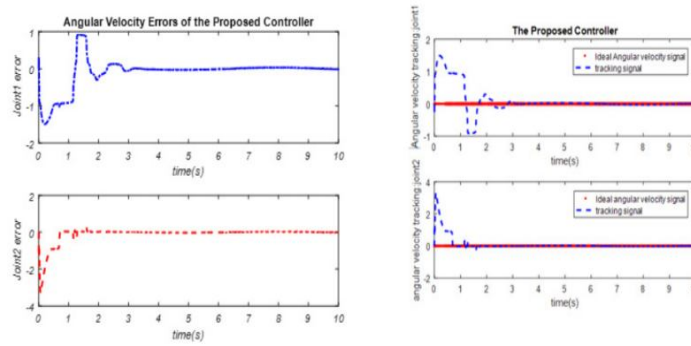 Angular Velocity Errors of the Proposed Controller
Joint1 error
1
0
-1
-2
0 1 2 3 4 5 6 7 8 9 10
time(s)
Joint2 error
2
0
-2
-4
0 1 2 3 4 5 6 7 8 9 10
time(s)
The Proposed Controller
Angular velocity tracking joint1
2
1
0
-1
Ideal Angular velocity signal
tracking signal
0 1 2 3 4 5 6 7 8 9
time(s)
angular velocity tracking joint2
4
2
0
-2
Ideal angular velocity signal
tracking signal
0 1 2 3 4 5 6 7 8 9
time(s)